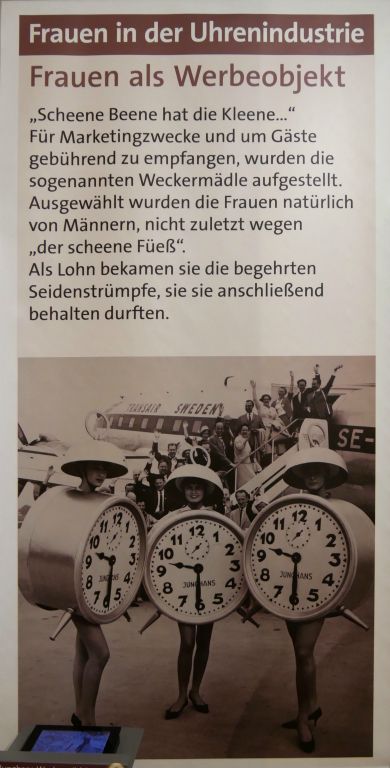 Frauen in der Uhrenindustrie
Frauen als Werbeobjekt
„Scheene Beene hat die Kleene...“
Für Marketingzwecke und um Gäste
gebührend zu empfangen, wurden die
sogenannten Weckermädle aufgestellt.
Ausgewählt wurden die Frauen natürlich
von Männern, nicht zuletzt wegen
„der scheene Füeß“.
Als Lohn bekamen sie die begehrten
Seidenstrümpfe, sie sie anschließend
behalten durften.
TRANSAIR SWEDEN
SE-
12 1 2 3 4 5 6 7 8 9 10 11
JUNGHANS
12 1 2 3 4 5 6 7 8 9 10 11
JUNGHANS
12 1 2 3 4 5 6 7 8 9 10 11
JUNGHANS